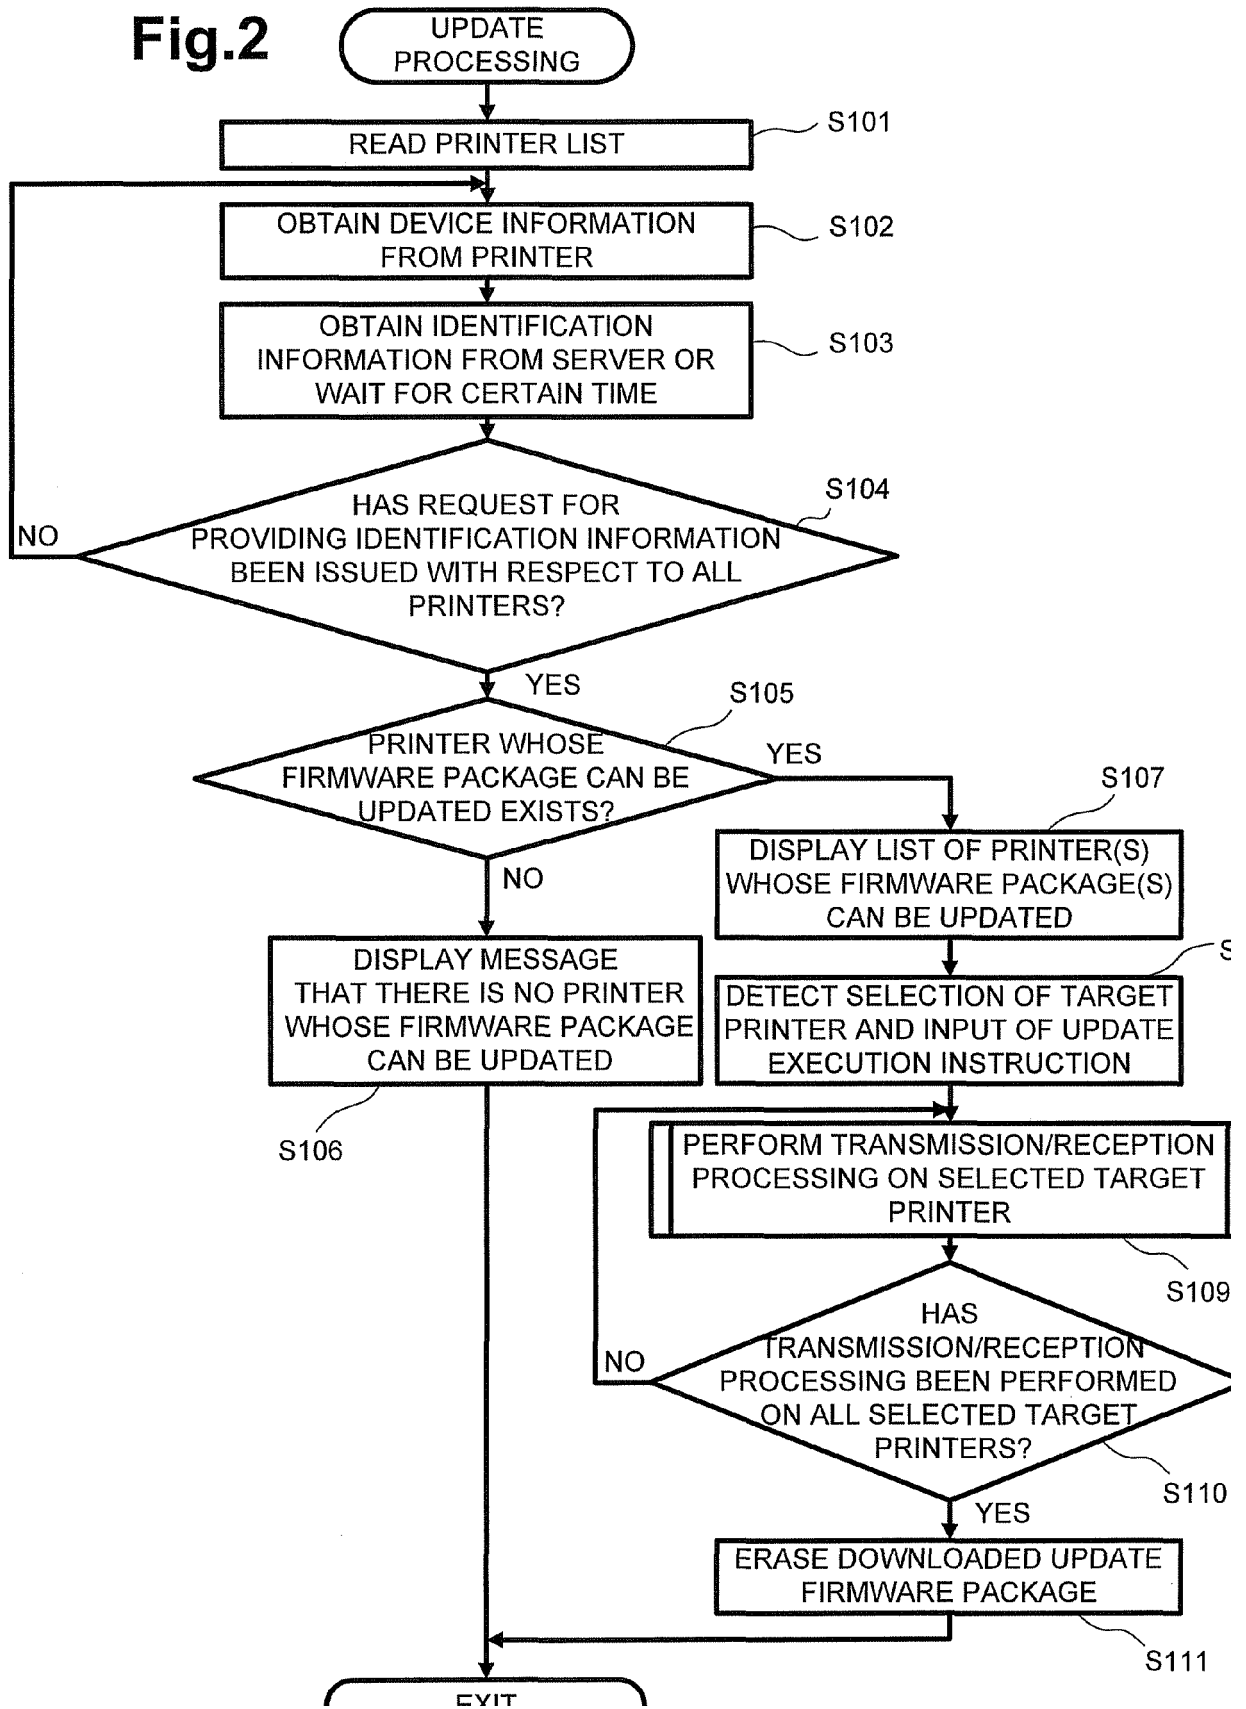 Fig.2
UPDATE
PROCESSING
S101
READ PRINTER LIST
OBTAIN DEVICE INFORMATION
FROM PRINTER
S102
OBTAIN IDENTIFICATION
INFORMATION FROM SERVER OR
WAIT FOR CERTAIN TIME
S103
S104
HAS REQUEST FOR
PROVIDING IDENTIFICATION INFORMATION
BEEN ISSUED WITH RESPECT TO ALL
PRINTERS?
NO
YES
S105
PRINTER WHOSE
FIRMWARE PACKAGE CAN BE
UPDATED EXISTS?
YES
NO
S107
DISPLAY LIST OF PRINTER(S)
WHOSE FIRMWARE PACKAGE(S)
CAN BE UPDATED
DISPLAY MESSAGE
THAT THERE IS NO PRINTER
WHOSE FIRMWARE PACKAGE
CAN BE UPDATED
S106
DETECT SELECTION OF TARGET
PRINTER AND INPUT OF UPDATE
EXECUTION INSTRUCTION
PERFORM TRANSMISSION/RECEPTION
PROCESSING ON SELECTED TARGET
PRINTER
S109
HAS
TRANSMISSION/RECEPTION
PROCESSING BEEN PERFORMED
ON ALL SELECTED TARGET
PRINTERS?
NO
S110
YES
ERASE DOWNLOADED UPDATE
FIRMWARE PACKAGE
S111
EXIT